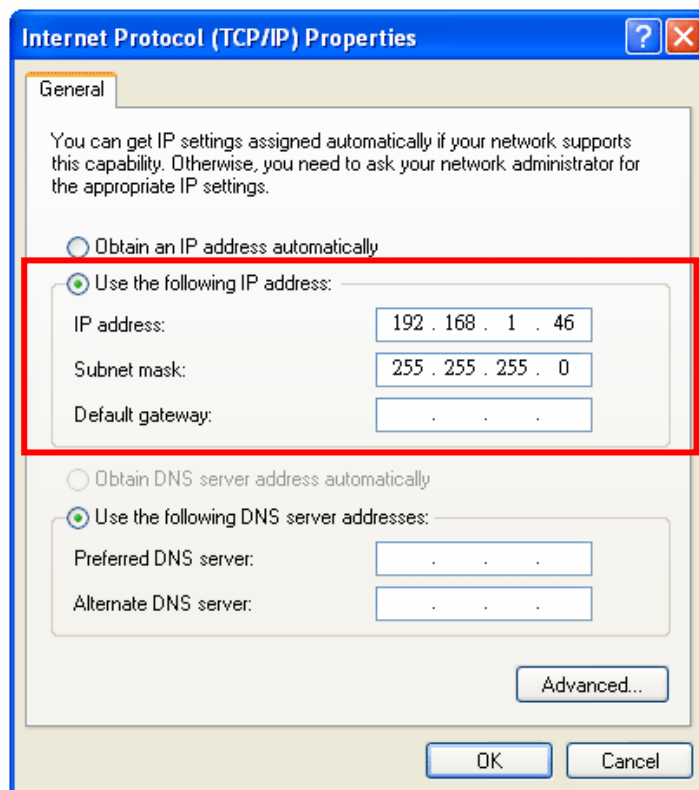 Internet Protocol (TCP/IP) Properties
General
You can get IP settings assigned automatically if your network supports
this capability. Otherwise, you need to ask your network administrator for
the appropriate IP settings.
Obtain an IP address automatically
Use the following IP address:
IP address: 192 . 168 . 1 . 46
Subnet mask: 255 . 255 . 255 . 0
Default gateway: . . .
Obtain DNS server address automatically
Use the following DNS server addresses:
Preferred DNS server: . . .
Alternate DNS server: . . .
Advanced...
OK Cancel